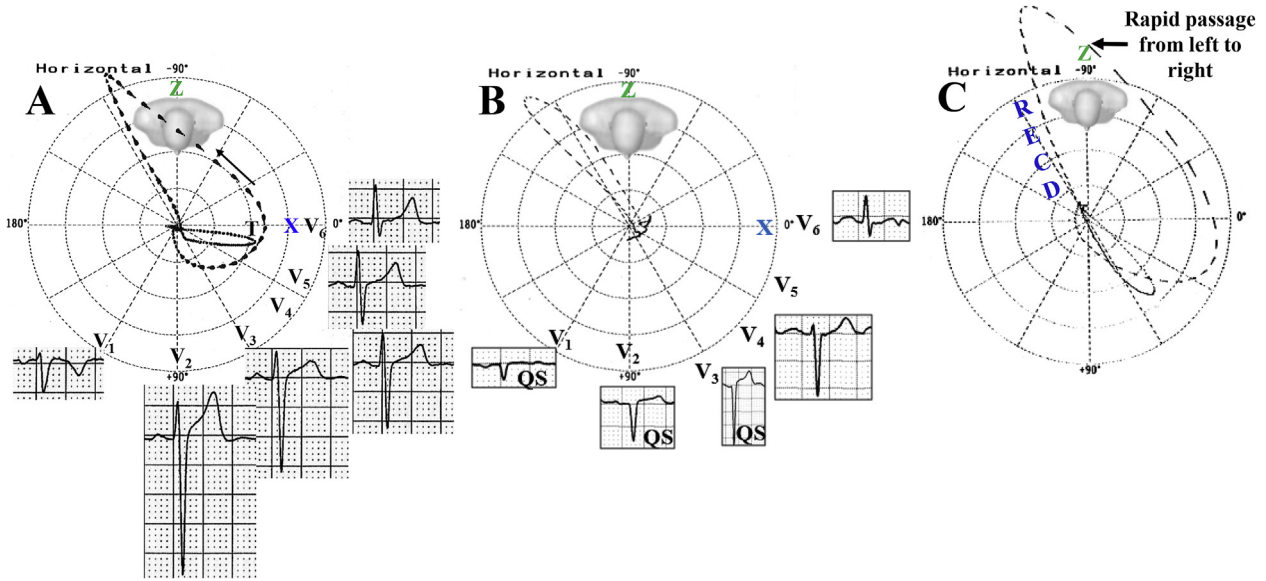 A
Horizontal
-90°
Z
180°
T
X
V6
0°
V5
V4
V3
V2
V1
+90°
B
Horizontal
-90°
Z
180°
X
0°
V6
V5
V4
V3
V2
V1
+90°
QS
QS
QS
C
Horizontal
-90°
Z
Rapid passage
from left to
right
RECD
180°
0°
+90°